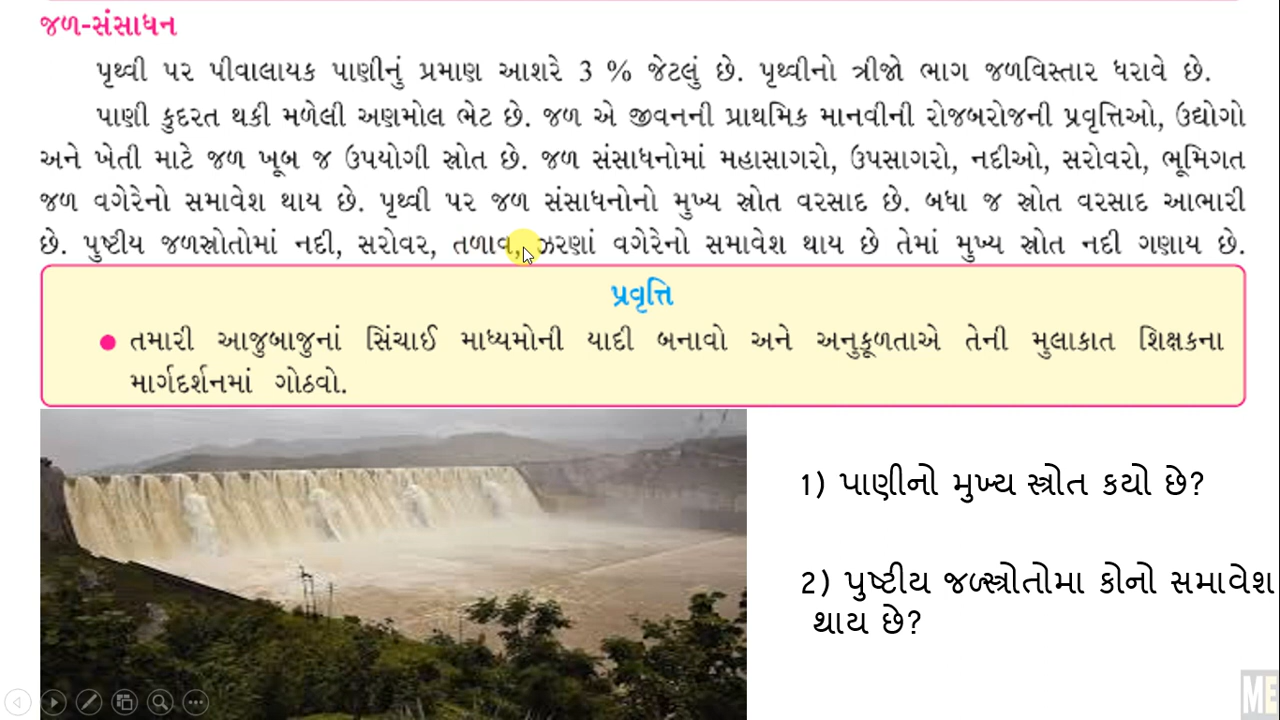 જળ-સંસાધન
પૃથ્વી પર પીવાલાયક પાણીનું પ્રમાણ આશરે 3 % જેટલું છે. પૃથ્વીનો ત્રીજો ભાગ જળવિસ્તાર ધરાવે છે.
પાણી કુદરત થકી મળેલી અણમોલ ભેટ છે. જળ એ જીવનની પ્રાથમિક માનવીની રોજબરોજની પ્રવૃત્તિઓ, ઉદ્યોગો
અને ખેતી માટે જળ ખૂબ જ ઉપયોગી સ્રોત છે. જળ સંસાધનોમાં મહાસાગરો, ઉપસાગરો, નદીઓ, સરોવરો, ભૂમિગત
જળ વગેરેનો સમાવેશ થાય છે. પૃથ્વી પર જળ સંસાધનોનો મુખ્ય સ્રોત વરસાદ છે. બધા જ સ્રોત વરસાદ આભારી
છે. પુષ્ટીય જળસ્રોતોમાં નદી, સરોવર, તળાવ, ઝરણાં વગેરેનો સમાવેશ થાય છે તેમાં મુખ્ય સ્રોત નદી ગણાય છે.
પ્રવૃત્તિ
● તમારી આજુબાજુનાં સિંચાઈ માધ્યમોની યાદી બનાવો અને અનુકૂળતાએ તેની મુલાકાત શિક્ષકના
માર્ગદર્શનમાં ગોઠવો.
1) પાણીનો મુખ્ય સ્ત્રોત કયો છે?
2) પુષ્ટીય જળસ્ત્રોતોમા કોનો સમાવેશ
થાય છે?
ME